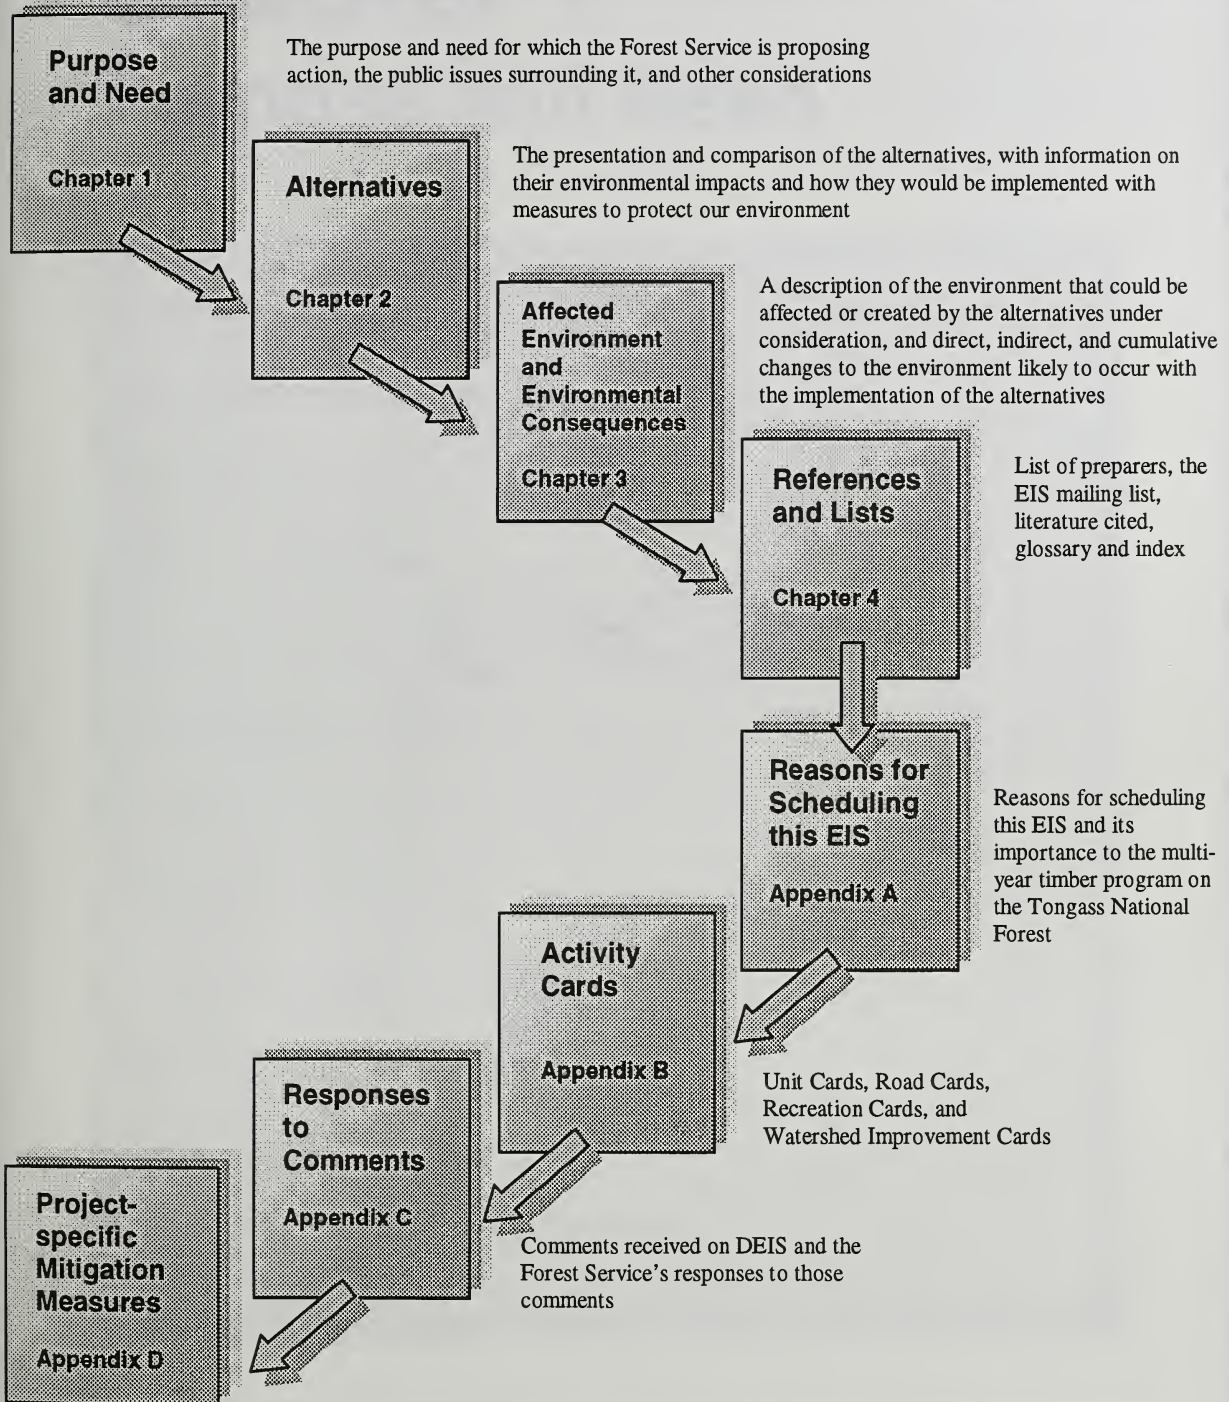 Purpose
and Need
Chapter 1
The purpose and need for which the Forest Service is proposing
action, the public issues surrounding it, and other considerations
Alternatives
Chapter 2
The presentation and comparison of the alternatives, with information on
their environmental impacts and how they would be implemented with
measures to protect our environment
Affected
Environment
and
Environmental
Consequences
Chapter 3
A description of the environment that could be
affected or created by the alternatives under
consideration, and direct, indirect, and cumulative
changes to the environment likely to occur with
the implementation of the alternatives
References
and Lists
Chapter 4
List of preparers, the
EIS mailing list,
literature cited,
glossary and index
Reasons for
Scheduling
this EIS
Appendix A
Reasons for scheduling
this EIS and its
importance to the multi-
year timber program on
the Tongass National
Forest
Activity
Cards
Appendix B
Unit Cards, Road Cards,
Recreation Cards, and
Watershed Improvement Cards
Responses
to
Comments
Appendix C
Comments received on DEIS and the
Forest Service's responses to those
comments
Project-
specific
Mitigation
Measures
Appendix D